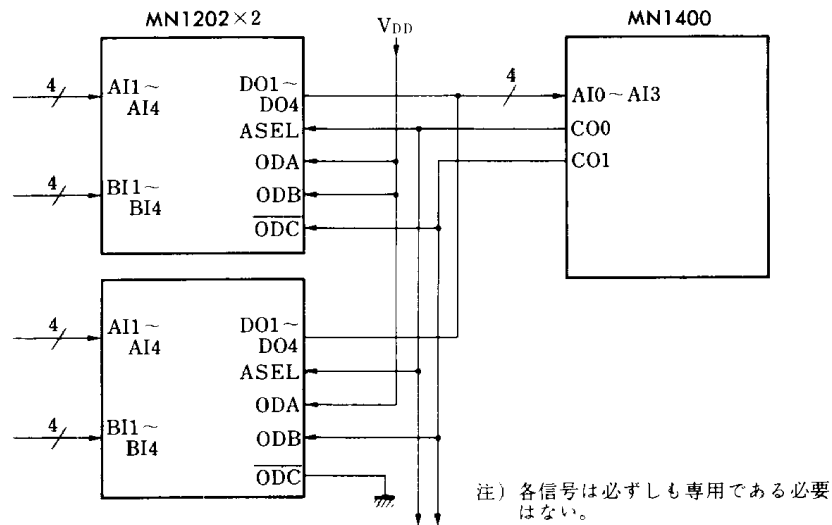 MN1202×2
VDD
MN1400
4
AI1~
AI4
DO1~
DO4
ASEL
ODA
4
BI1~
BI4
ODB
ODC
4
AI0~AI3
CO0
CO1
4
AI1~
AI4
DO1~
DO4
ASEL
ODA
4
BI1~
BI4
ODB
ODC
注) 各信号は必ずしも専用である必要
はない。